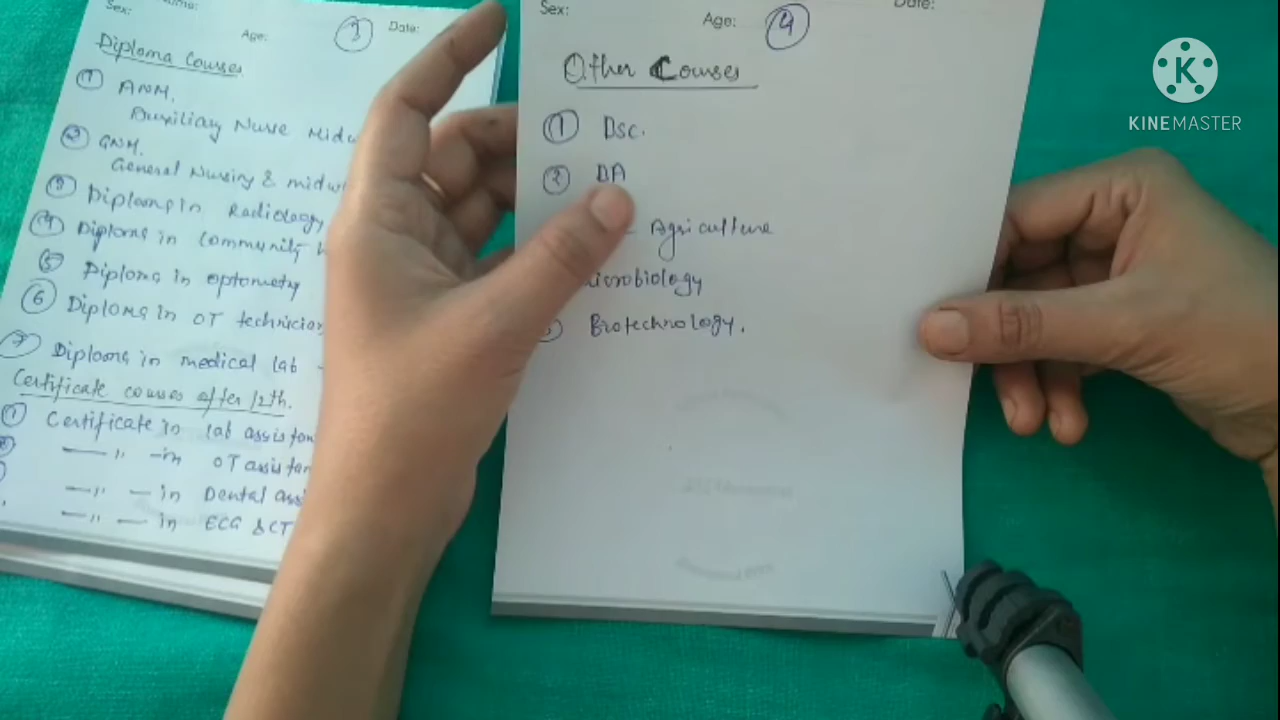 Sex:
Age:
3
Date:
Diploma Courses
1 ANM.
Auxiliary Nurse Midw
2 GNM.
General Nursing & midw
3 Diploma in Radiology
4 Diploma in Community
5 Diploma in optometry
6 Diploma in OT technician
7 Diploma in medical lab
Certificate courses after 12th.
1 Certificate in lab assistan
—〃 —in OT assistan
—〃 — in Dental assi
—〃 — in ECG & CT
Sex:
Age:
4
Date:
Other Courses
1 Dsc.
2 BA
Agriculture
icrobiology
Biotechnology.
K
KINEMASTER